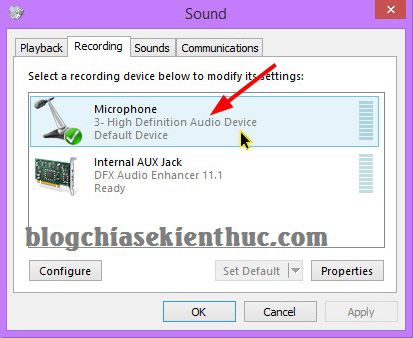 Sound
Playback Recording Sounds Communications
Select a recording device below to modify its settings:
Microphone
3- High Definition Audio Device
Default Device
Internal AUX Jack
DFX Audio Enhancer 11.1
Ready
blogchiasekienthuc.com
Configure Set Default Properties
OK Cancel Apply